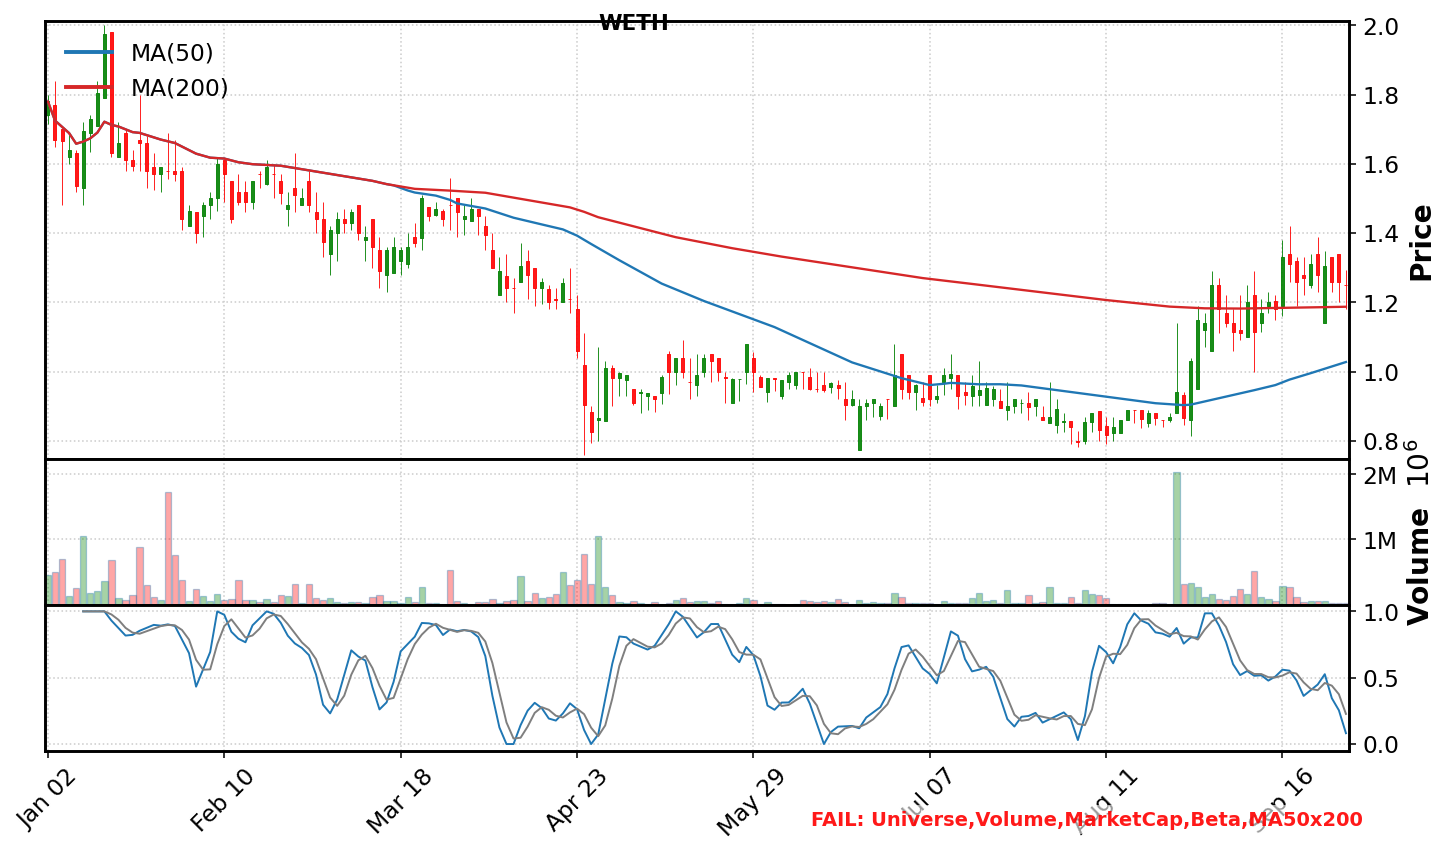 WETH
MA(50)
MA(200)
2.0
1.8
1.6
1.4
1.2
1.0
0.8
Price
2M
1M
Volume 10⁶
1.0
0.5
0.0
Jan 02
Feb 10
Mar 18
Apr 23
May 29
Jul 07
Aug 11
Sep 16
FAIL: Universe,Volume,MarketCap,Beta,MA50x200